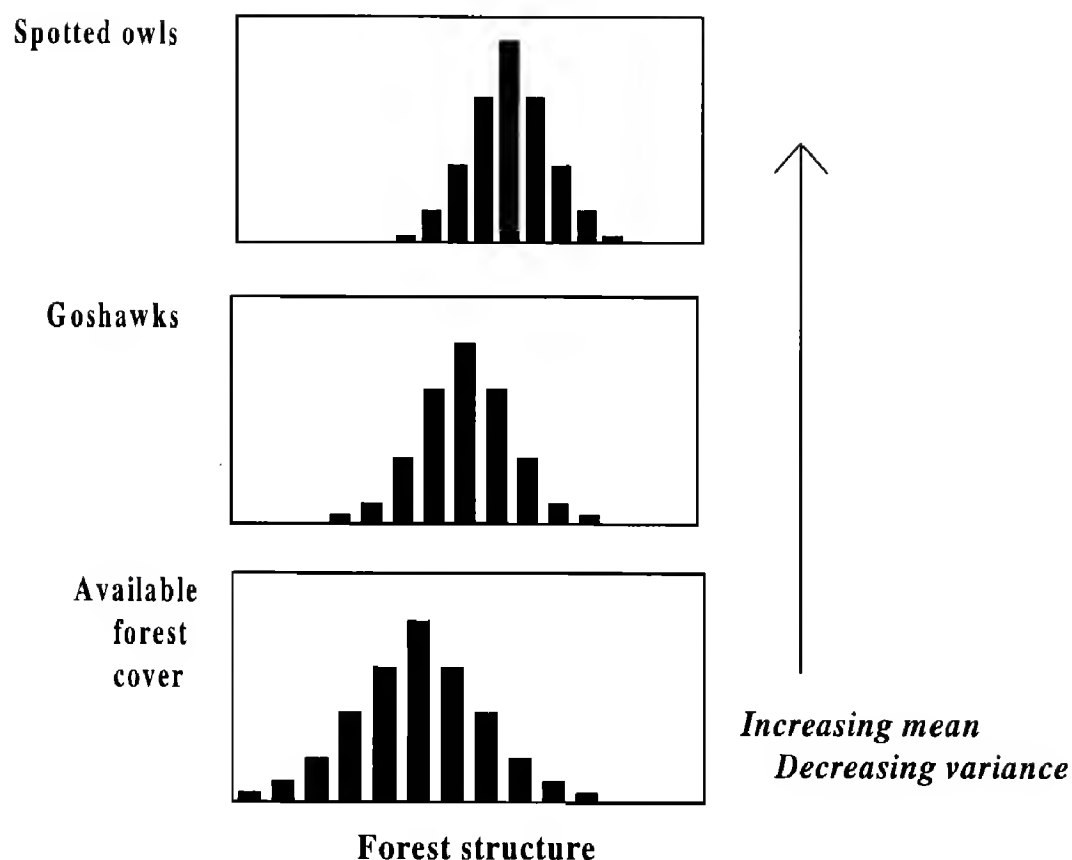 Spotted owls
Goshawks
Available
forest
cover
Increasing mean
Decreasing variance
Forest structure